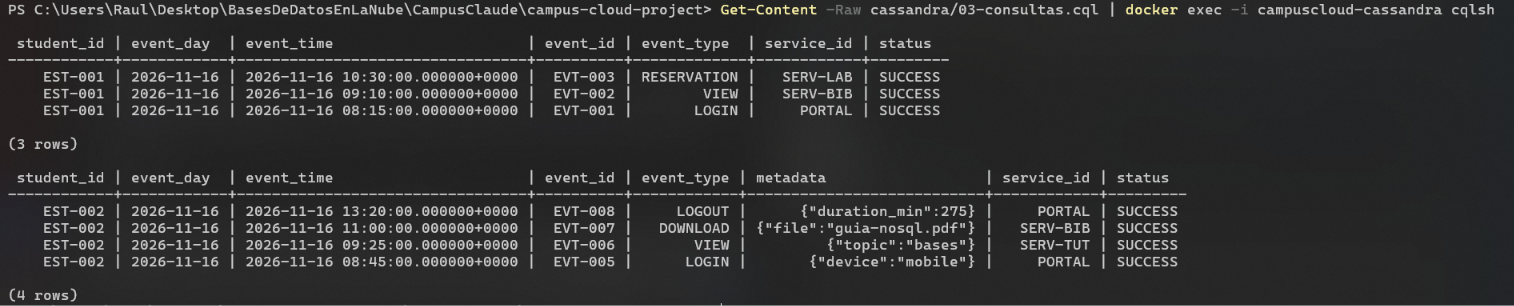 PS C:\Users\Raul\Desktop\BasesDeDatosEnLaNube\CampusClaude\campus-cloud-project> Get-Content -Raw cassandra/03-consultas.cql | docker exec -i campuscloud-cassandra cqlsh
student_id | event_day | event_time | event_id | event_type | service_id | status
EST-001 | 2026-11-16 | 2026-11-16 10:30:00.000000+0000 | EVT-003 | RESERVATION | SERV-LAB | SUCCESS
EST-001 | 2026-11-16 | 2026-11-16 09:10:00.000000+0000 | EVT-002 | VIEW | SERV-BIB | SUCCESS
EST-001 | 2026-11-16 | 2026-11-16 08:15:00.000000+0000 | EVT-001 | LOGIN | PORTAL | SUCCESS
(3 rows)
student_id | event_day | event_time | event_id | event_type | metadata | service_id | status
EST-002 | 2026-11-16 | 2026-11-16 13:20:00.000000+0000 | EVT-008 | LOGOUT | {"duration_min":275} | PORTAL | SUCCESS
EST-002 | 2026-11-16 | 2026-11-16 11:00:00.000000+0000 | EVT-007 | DOWNLOAD | {"file":"guia-nosql.pdf"} | SERV-BIB | SUCCESS
EST-002 | 2026-11-16 | 2026-11-16 09:25:00.000000+0000 | EVT-006 | VIEW | {"topic":"bases"} | SERV-TUT | SUCCESS
EST-002 | 2026-11-16 | 2026-11-16 08:45:00.000000+0000 | EVT-005 | LOGIN | {"device":"mobile"} | PORTAL | SUCCESS
(4 rows)